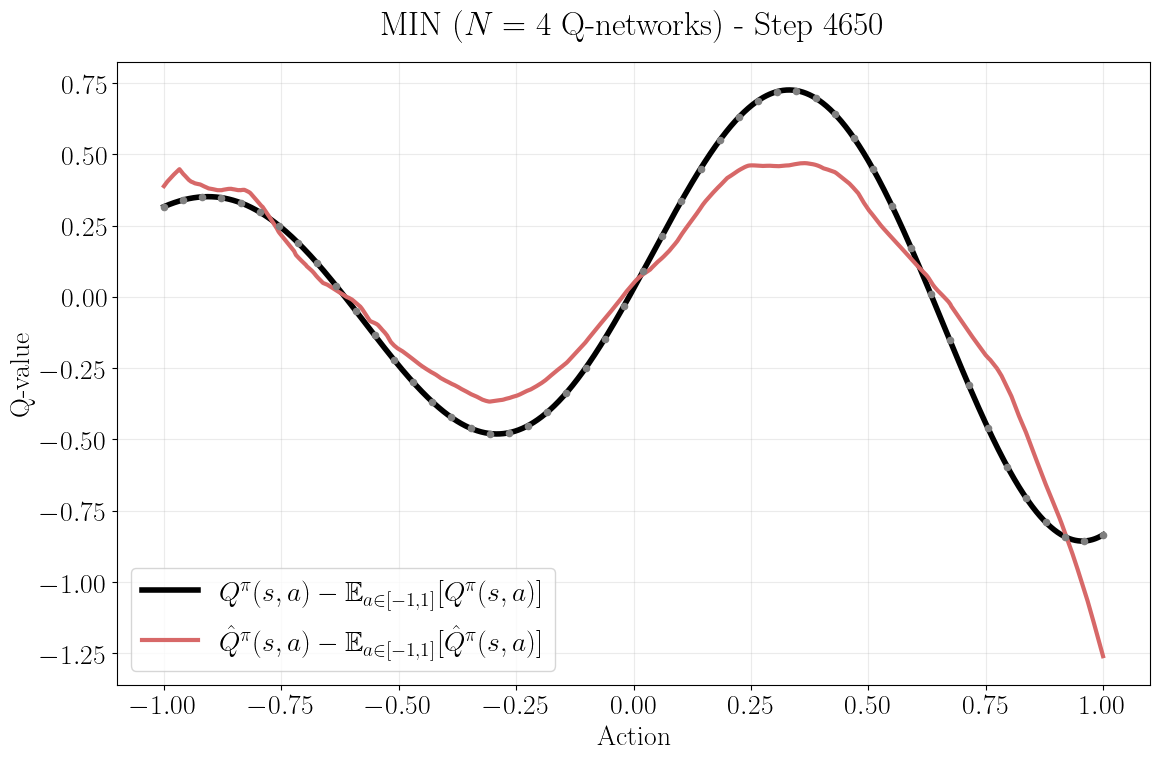 MIN (N = 4 Q-networks) - Step 4650
Q-value
0.75
0.50
0.25
0.00
−0.25
−0.50
−0.75
−1.00
−1.25
Q^π(s, a) − 𝔼_{a∈[−1,1]}[Q^π(s, a)]
Q̂^π(s, a) − 𝔼_{a∈[−1,1]}[Q̂^π(s, a)]
−1.00 −0.75 −0.50 −0.25 0.00 0.25 0.50 0.75 1.00
Action